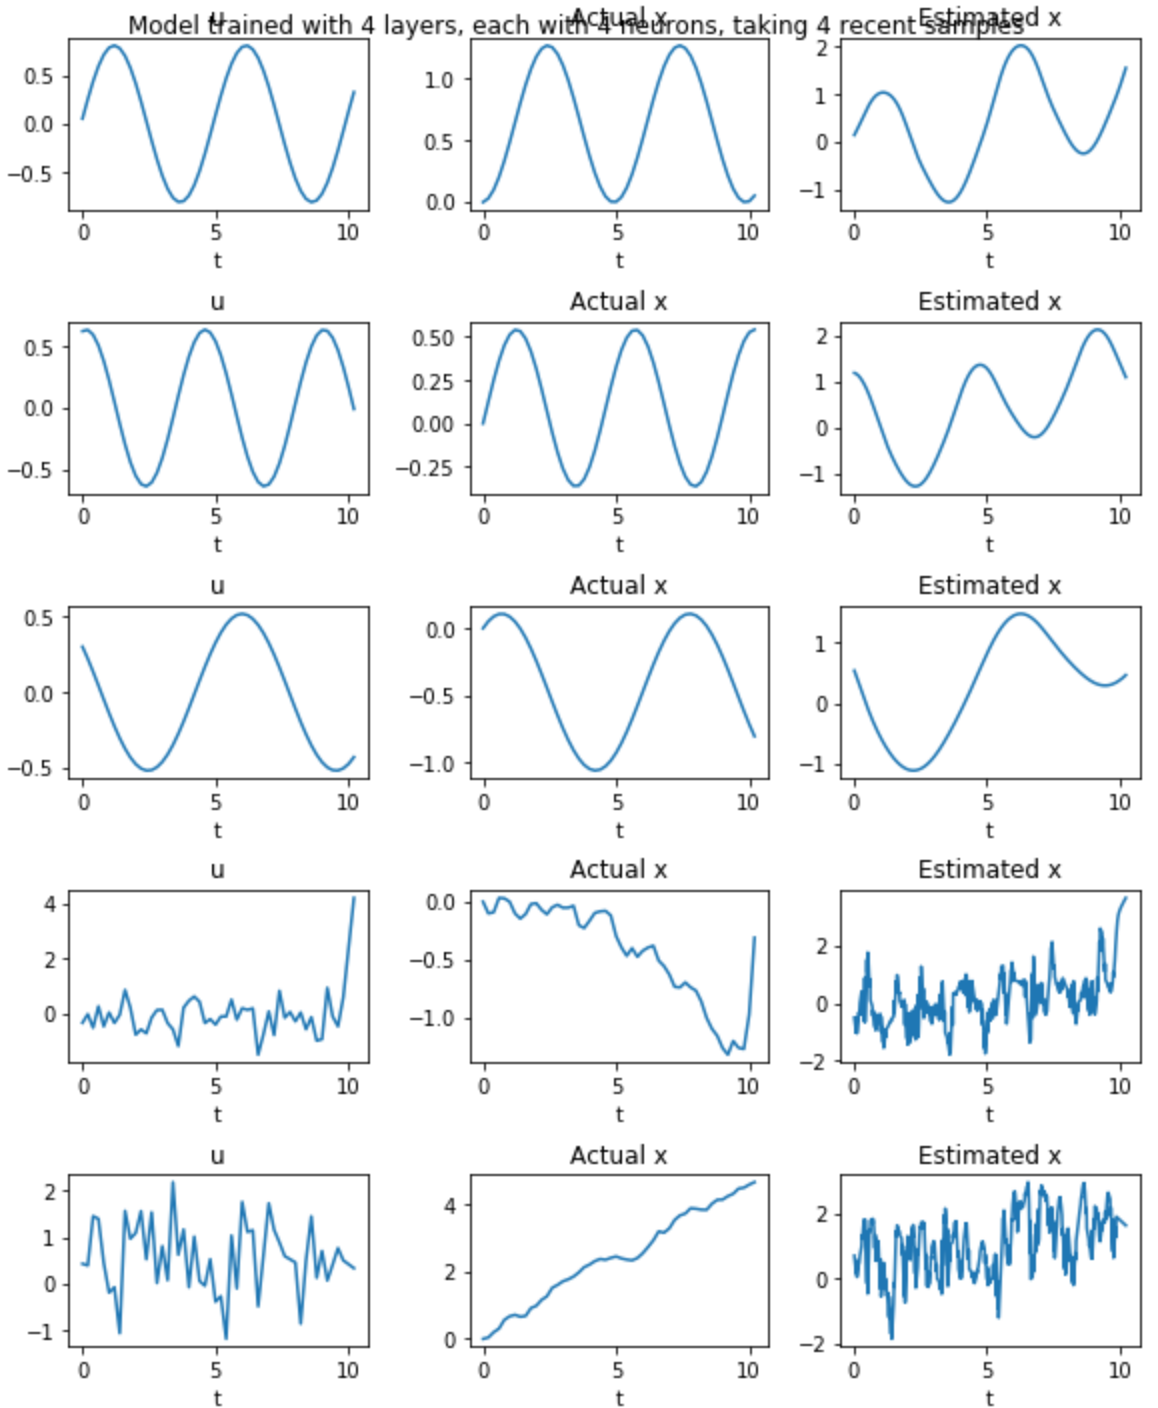 Model trained with 4 layers, each with 4 neurons, taking 4 recent samples
u Actual x Estimated x
0.5 1.0 2
0.0 0.5 1
−0.5 0.0 0
−1
0 5 10 0 5 10 0 5 10
t t t
u Actual x Estimated x
0.5 0.50 2
0.0 0.25 1
−0.5 0.00 0
−0.25 −1
0 5 10 0 5 10 0 5 10
t t t
u Actual x Estimated x
0.5 0.0 1
0.0 −0.5 0
−0.5 −1.0 −1
0 5 10 0 5 10 0 5 10
t t t
u Actual x Estimated x
4 0.0 2
2 −0.5 0
0 −1.0 −2
0 5 10 0 5 10 0 5 10
t t t
u Actual x Estimated x
2 4 2
1 2 0
0 0 −2
−1
0 5 10 0 5 10 0 5 10
t t t